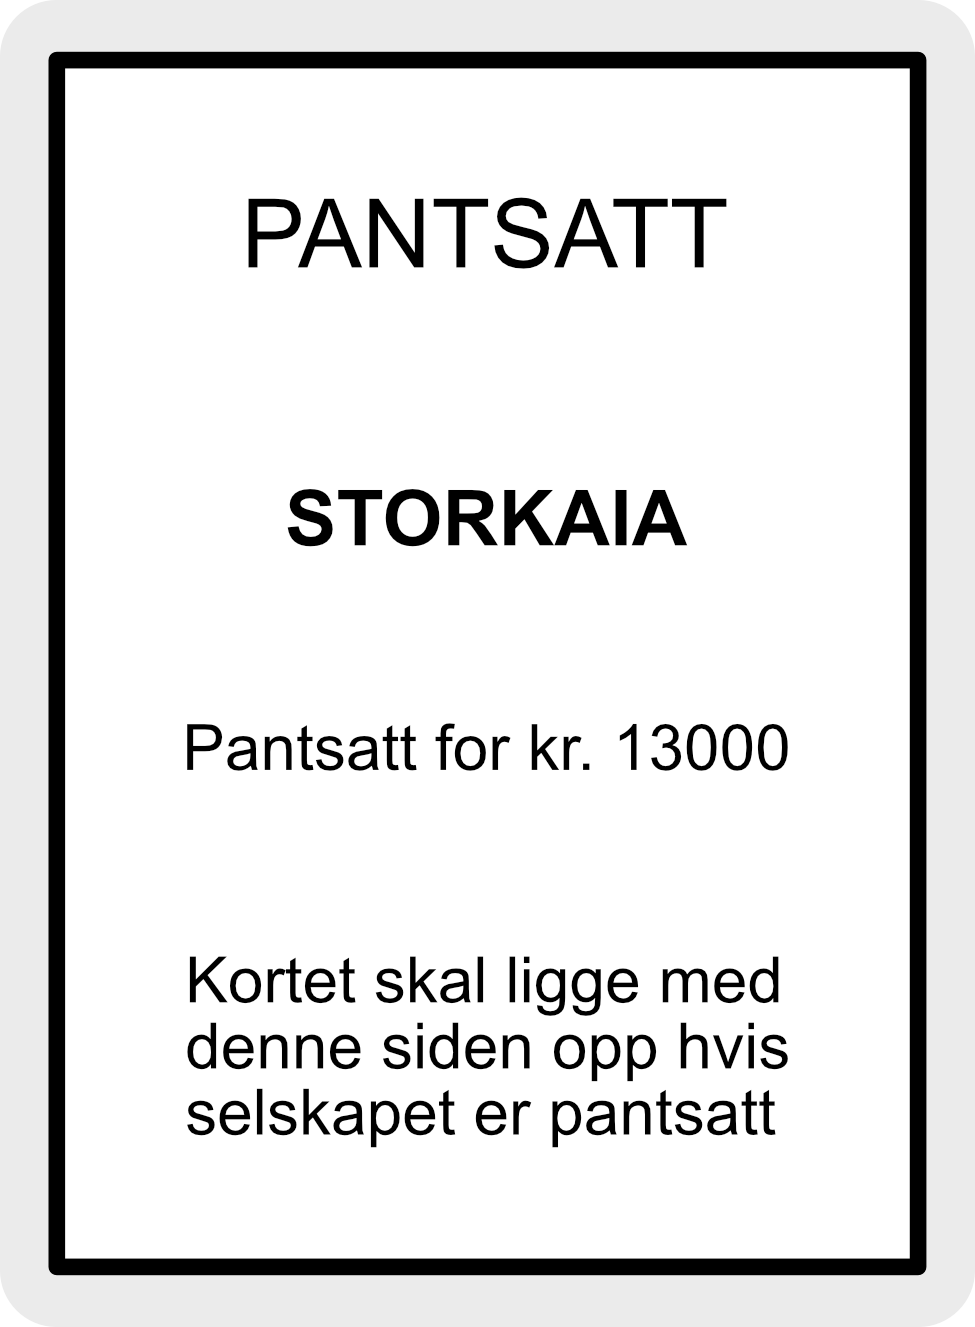 PANTSATT
STORKAIA
Pantsatt for kr. 13000
Kortet skal ligge med
denne siden opp hvis
selskapet er pantsatt